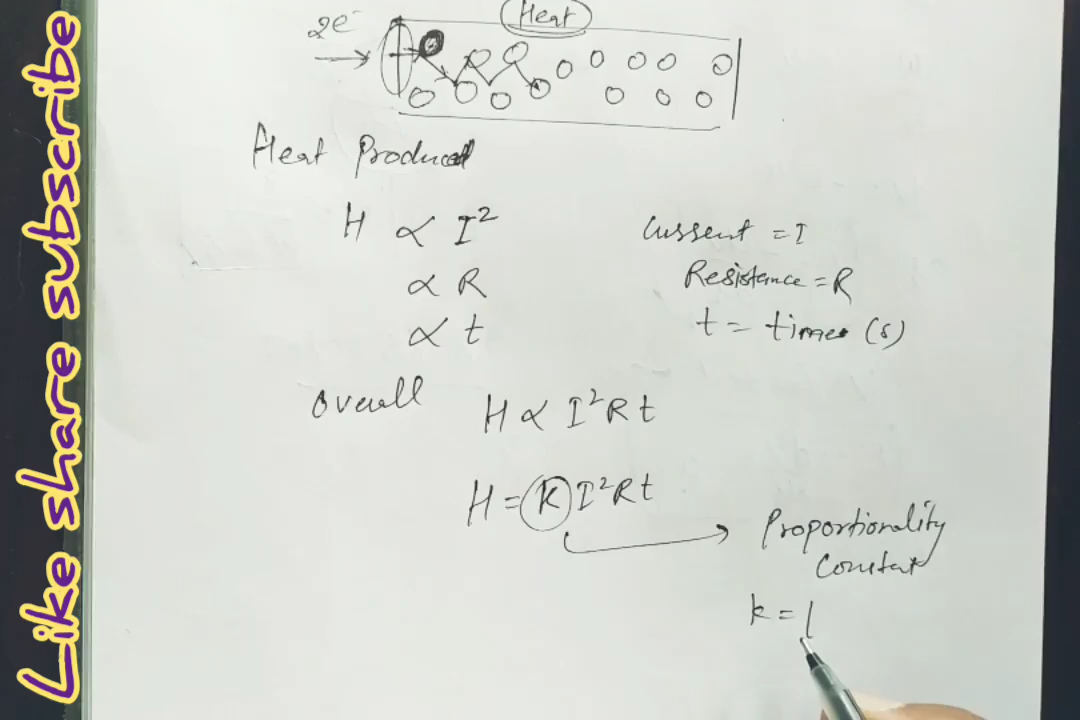 Like share subscribe
Heat
2e⁻
Heat Produced
H ∝ I²
∝ R
∝ t
Current = I
Resistance = R
t = time (s)
Overall
H ∝ I²Rt
H = k I²Rt
Proportionality
Constant
k = 1